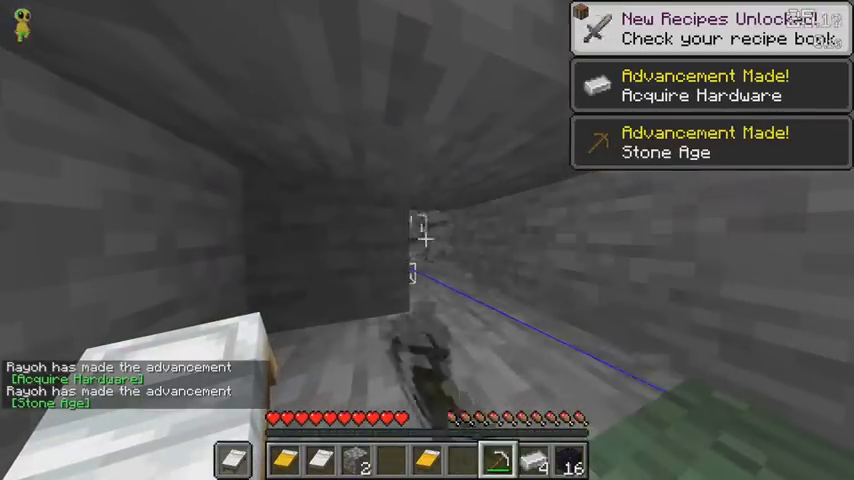 New Recipes Unlocked!
Check your recipe book
Advancement Made!
Acquire Hardware
Advancement Made!
Stone Age
Rayoh has made the advancement
[Acquire Hardware]
Rayoh has made the advancement
[Stone Age]
2
4
16